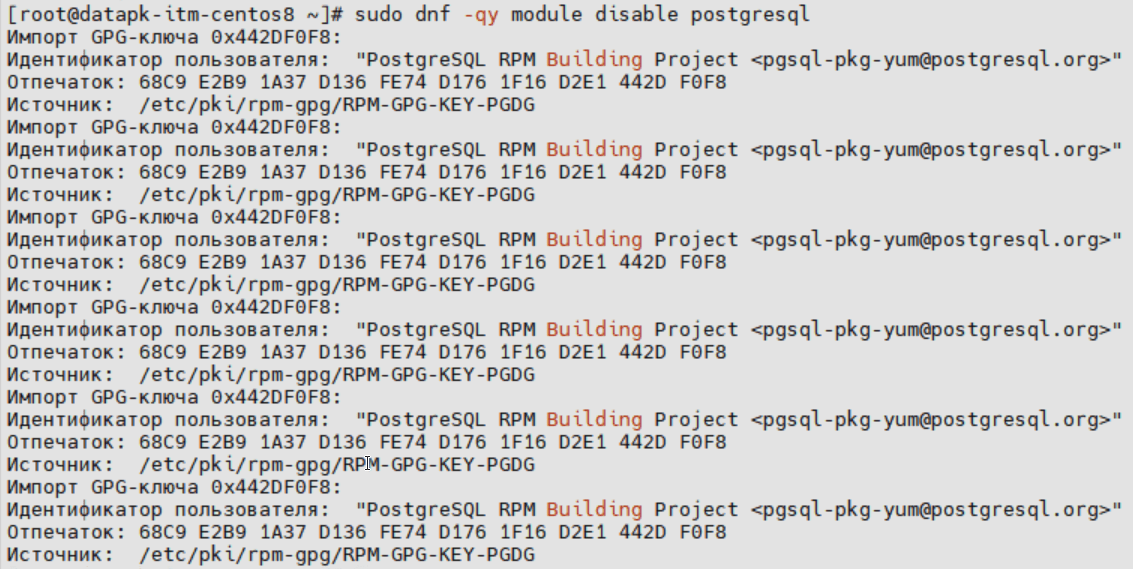 [root@datapk-itm-centos8 ~]# sudo dnf -qy module disable postgresql
Импорт GPG-ключа 0x442DF0F8:
Идентификатор пользователя: "PostgreSQL RPM Building Project <pgsql-pkg-yum@postgresql.org>"
Отпечаток: 68C9 E2B9 1A37 D136 FE74 D176 1F16 D2E1 442D F0F8
Источник: /etc/pki/rpm-gpg/RPM-GPG-KEY-PGDG
Импорт GPG-ключа 0x442DF0F8:
Идентификатор пользователя: "PostgreSQL RPM Building Project <pgsql-pkg-yum@postgresql.org>"
Отпечаток: 68C9 E2B9 1A37 D136 FE74 D176 1F16 D2E1 442D F0F8
Источник: /etc/pki/rpm-gpg/RPM-GPG-KEY-PGDG
Импорт GPG-ключа 0x442DF0F8:
Идентификатор пользователя: "PostgreSQL RPM Building Project <pgsql-pkg-yum@postgresql.org>"
Отпечаток: 68C9 E2B9 1A37 D136 FE74 D176 1F16 D2E1 442D F0F8
Источник: /etc/pki/rpm-gpg/RPM-GPG-KEY-PGDG
Импорт GPG-ключа 0x442DF0F8:
Идентификатор пользователя: "PostgreSQL RPM Building Project <pgsql-pkg-yum@postgresql.org>"
Отпечаток: 68C9 E2B9 1A37 D136 FE74 D176 1F16 D2E1 442D F0F8
Источник: /etc/pki/rpm-gpg/RPM-GPG-KEY-PGDG
Импорт GPG-ключа 0x442DF0F8:
Идентификатор пользователя: "PostgreSQL RPM Building Project <pgsql-pkg-yum@postgresql.org>"
Отпечаток: 68C9 E2B9 1A37 D136 FE74 D176 1F16 D2E1 442D F0F8
Источник: /etc/pki/rpm-gpg/RPM-GPG-KEY-PGDG
Импорт GPG-ключа 0x442DF0F8:
Идентификатор пользователя: "PostgreSQL RPM Building Project <pgsql-pkg-yum@postgresql.org>"
Отпечаток: 68C9 E2B9 1A37 D136 FE74 D176 1F16 D2E1 442D F0F8
Источник: /etc/pki/rpm-gpg/RPM-GPG-KEY-PGDG